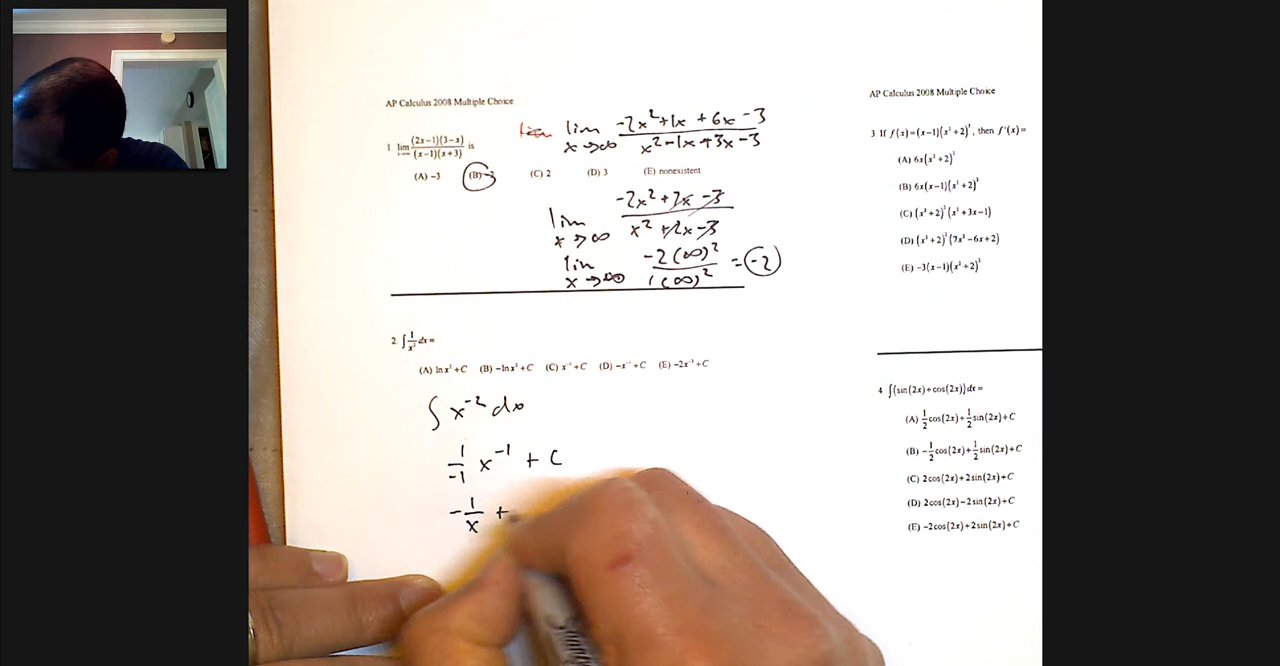 AP Calculus 2008 Multiple Choice
1. lim (2x−1)(3−x) / (x−1)(x+3) is
(A) −3 (B) −2 (C) 2 (D) 3 (E) nonexistent
lim lim x→∞ -2x²+1x+6x-3 / x²-1x+3x-3
lim x→∞ -2x²+7x-3 / x²+2x-3
lim x→∞ -2(∞)² / 1(∞)² = -2
2. ∫ 1/x² dx =
(A) ln x² + C (B) −ln x² + C (C) x⁻¹ + C (D) −x⁻¹ + C (E) −2x⁻³ + C
∫ x⁻² dx
1/-1 x⁻¹ + C
-1/x +
AP Calculus 2008 Multiple Choice
3. If f(x)=(x−1)(x²+2)³, then f'(x)=
(A) 6x(x²+2)²
(B) 6x(x−1)(x²+2)²
(C) (x²+2)²(x²+3x−1)
(D) (x²+2)²(7x²−6x+2)
(E) −3(x−1)(x²+2)²
4. ∫(sin(2x)+cos(2x))dx =
(A) 1/2 cos(2x)+1/2 sin(2x)+C
(B) −1/2 cos(2x)+1/2 sin(2x)+C
(C) 2cos(2x)+2sin(2x)+C
(D) 2cos(2x)−2sin(2x)+C
(E) −2cos(2x)+2sin(2x)+C